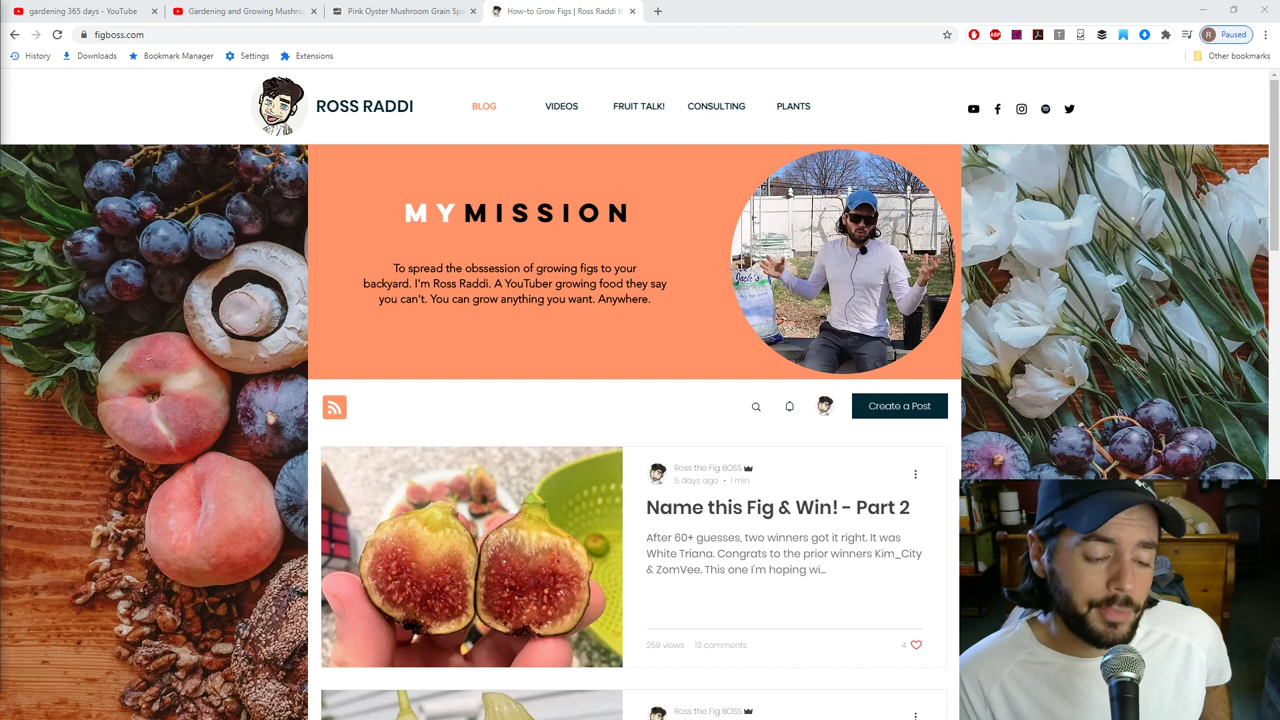 gardening 365 days - YouTube
Gardening and Growing Mushro
Pink Oyster Mushroom Grain Sp
How-to Grow Figs | Ross Raddi t
figboss.com
ABP
R
Paused
History
Downloads
Bookmark Manager
Settings
Extensions
Other bookmarks
ROSS RADDI
BLOG
VIDEOS
FRUIT TALK!
CONSULTING
PLANTS
MY MISSION
To spread the obssession of growing figs to your
backyard. I'm Ross Raddi. A YouTuber growing food they say
you can't. You can grow anything you want. Anywhere.
Jack's
Create a Post
Ross the Fig BOSS
5 days ago · 1 min
Name this Fig & Win! - Part 2
After 60+ guesses, two winners got it right. It was
White Triana. Congrats to the prior winners Kim_City
& ZomVee. This one I'm hoping wi...
259 views 13 comments
4
Ross the Fig BOSS